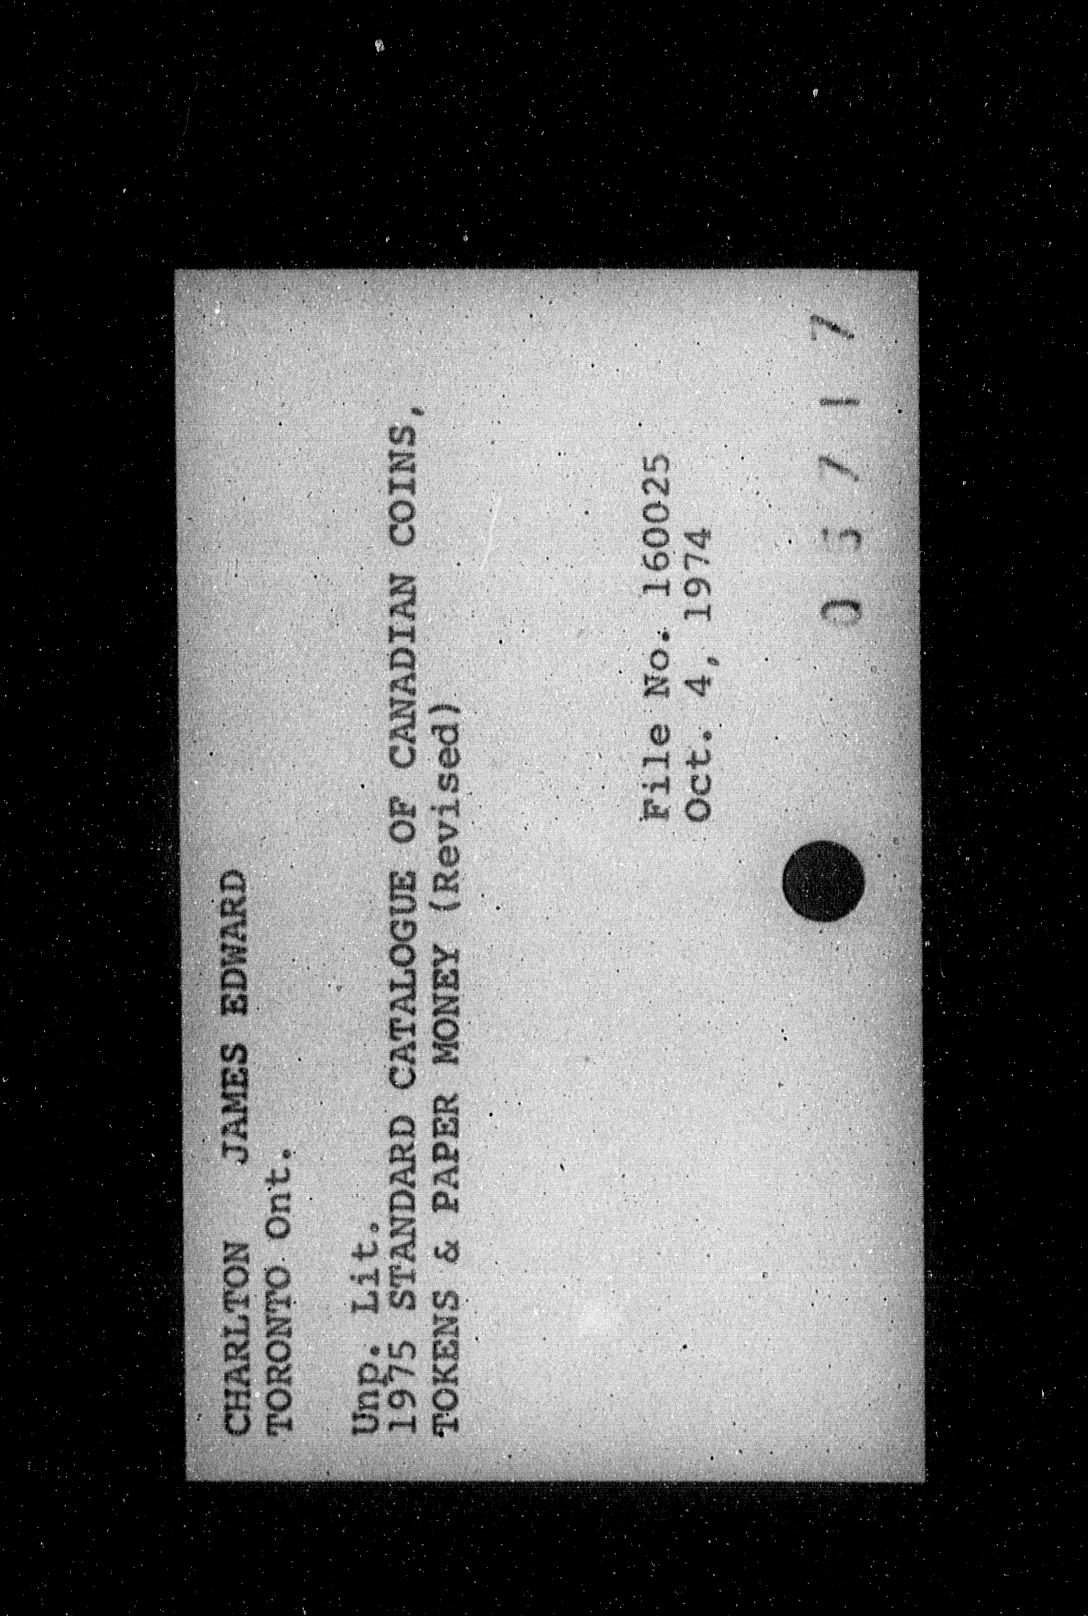 CHARLTON JAMES EDWARD
TORONTO Ont.
Unp. Lit.
1975 STANDARD CATALOGUE OF CANADIAN COINS,
TOKENS & PAPER MONEY (Revised)
File No. 160025
Oct. 4, 1974
05717